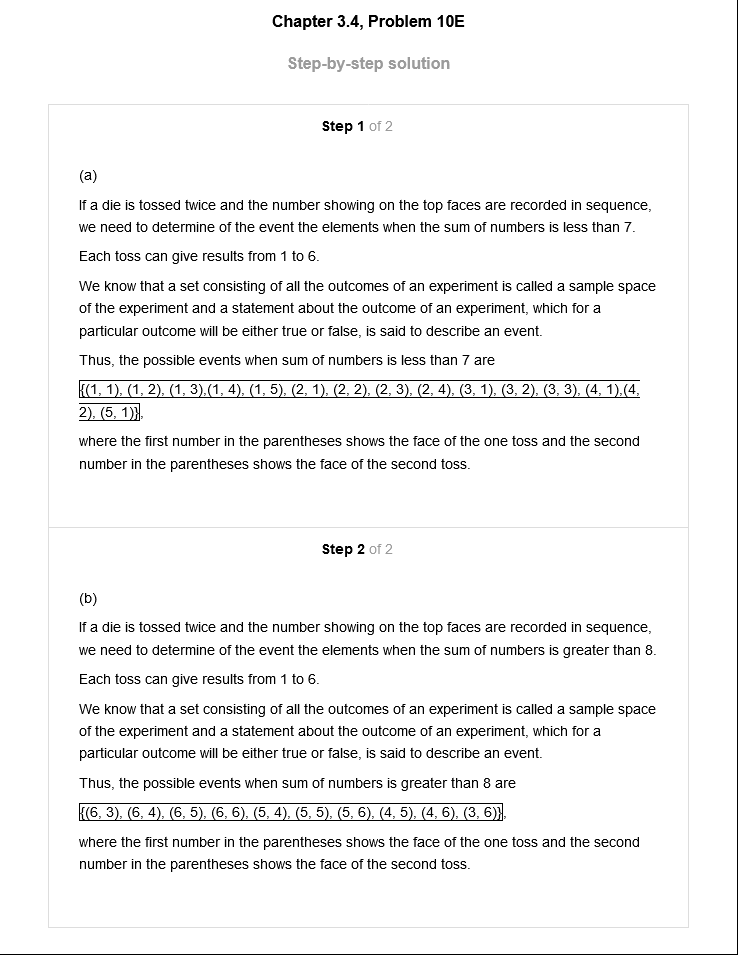 Chapter 3.4, Problem 10E
Step-by-step solution
Step 1 of 2
(a)
If a die is tossed twice and the number showing on the top faces are recorded in sequence,
we need to determine of the event the elements when the sum of numbers is less than 7.
Each toss can give results from 1 to 6.
We know that a set consisting of all the outcomes of an experiment is called a sample space
of the experiment and a statement about the outcome of an experiment, which for a
particular outcome will be either true or false, is said to describe an event.
Thus, the possible events when sum of numbers is less than 7 are
{(1, 1), (1, 2), (1, 3),(1, 4), (1, 5), (2, 1), (2, 2), (2, 3), (2, 4), (3, 1), (3, 2), (3, 3), (4, 1),(4,
2), (5, 1)},
where the first number in the parentheses shows the face of the one toss and the second
number in the parentheses shows the face of the second toss.
Step 2 of 2
(b)
If a die is tossed twice and the number showing on the top faces are recorded in sequence,
we need to determine of the event the elements when the sum of numbers is greater than 8.
Each toss can give results from 1 to 6.
We know that a set consisting of all the outcomes of an experiment is called a sample space
of the experiment and a statement about the outcome of an experiment, which for a
particular outcome will be either true or false, is said to describe an event.
Thus, the possible events when sum of numbers is greater than 8 are
{(6, 3), (6, 4), (6, 5), (6, 6), (5, 4), (5, 5), (5, 6), (4, 5), (4, 6), (3, 6)},
where the first number in the parentheses shows the face of the one toss and the second
number in the parentheses shows the face of the second toss.